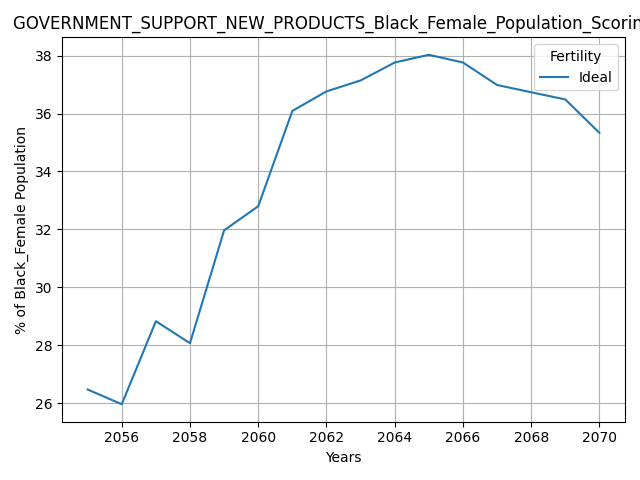 GOVERNMENT_SUPPORT_NEW_PRODUCTS_Black_Female_Population_Scorin
% of Black_Female Population
38
36
34
32
30
28
26
Fertility
Ideal
2056 2058 2060 2062 2064 2066 2068 2070
Years